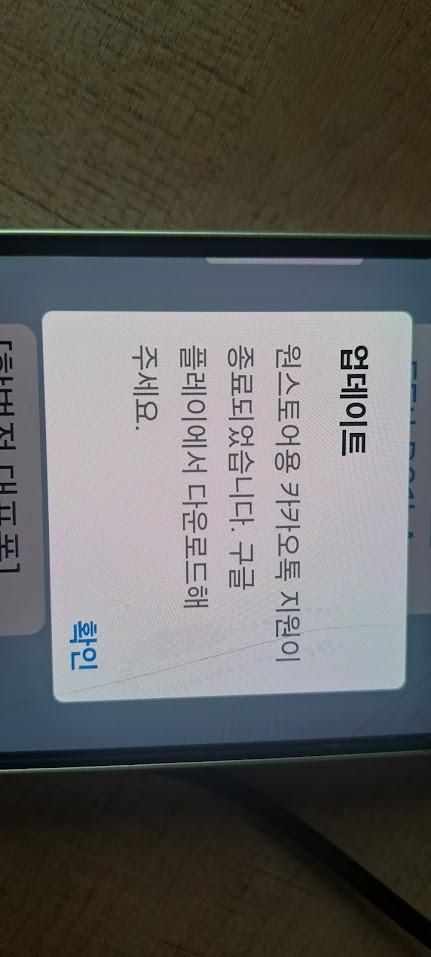 업데이트
원스토어용 카카오톡 지원이
종료되었습니다. 구글
플레이에서 다운로드해
주세요.
확인